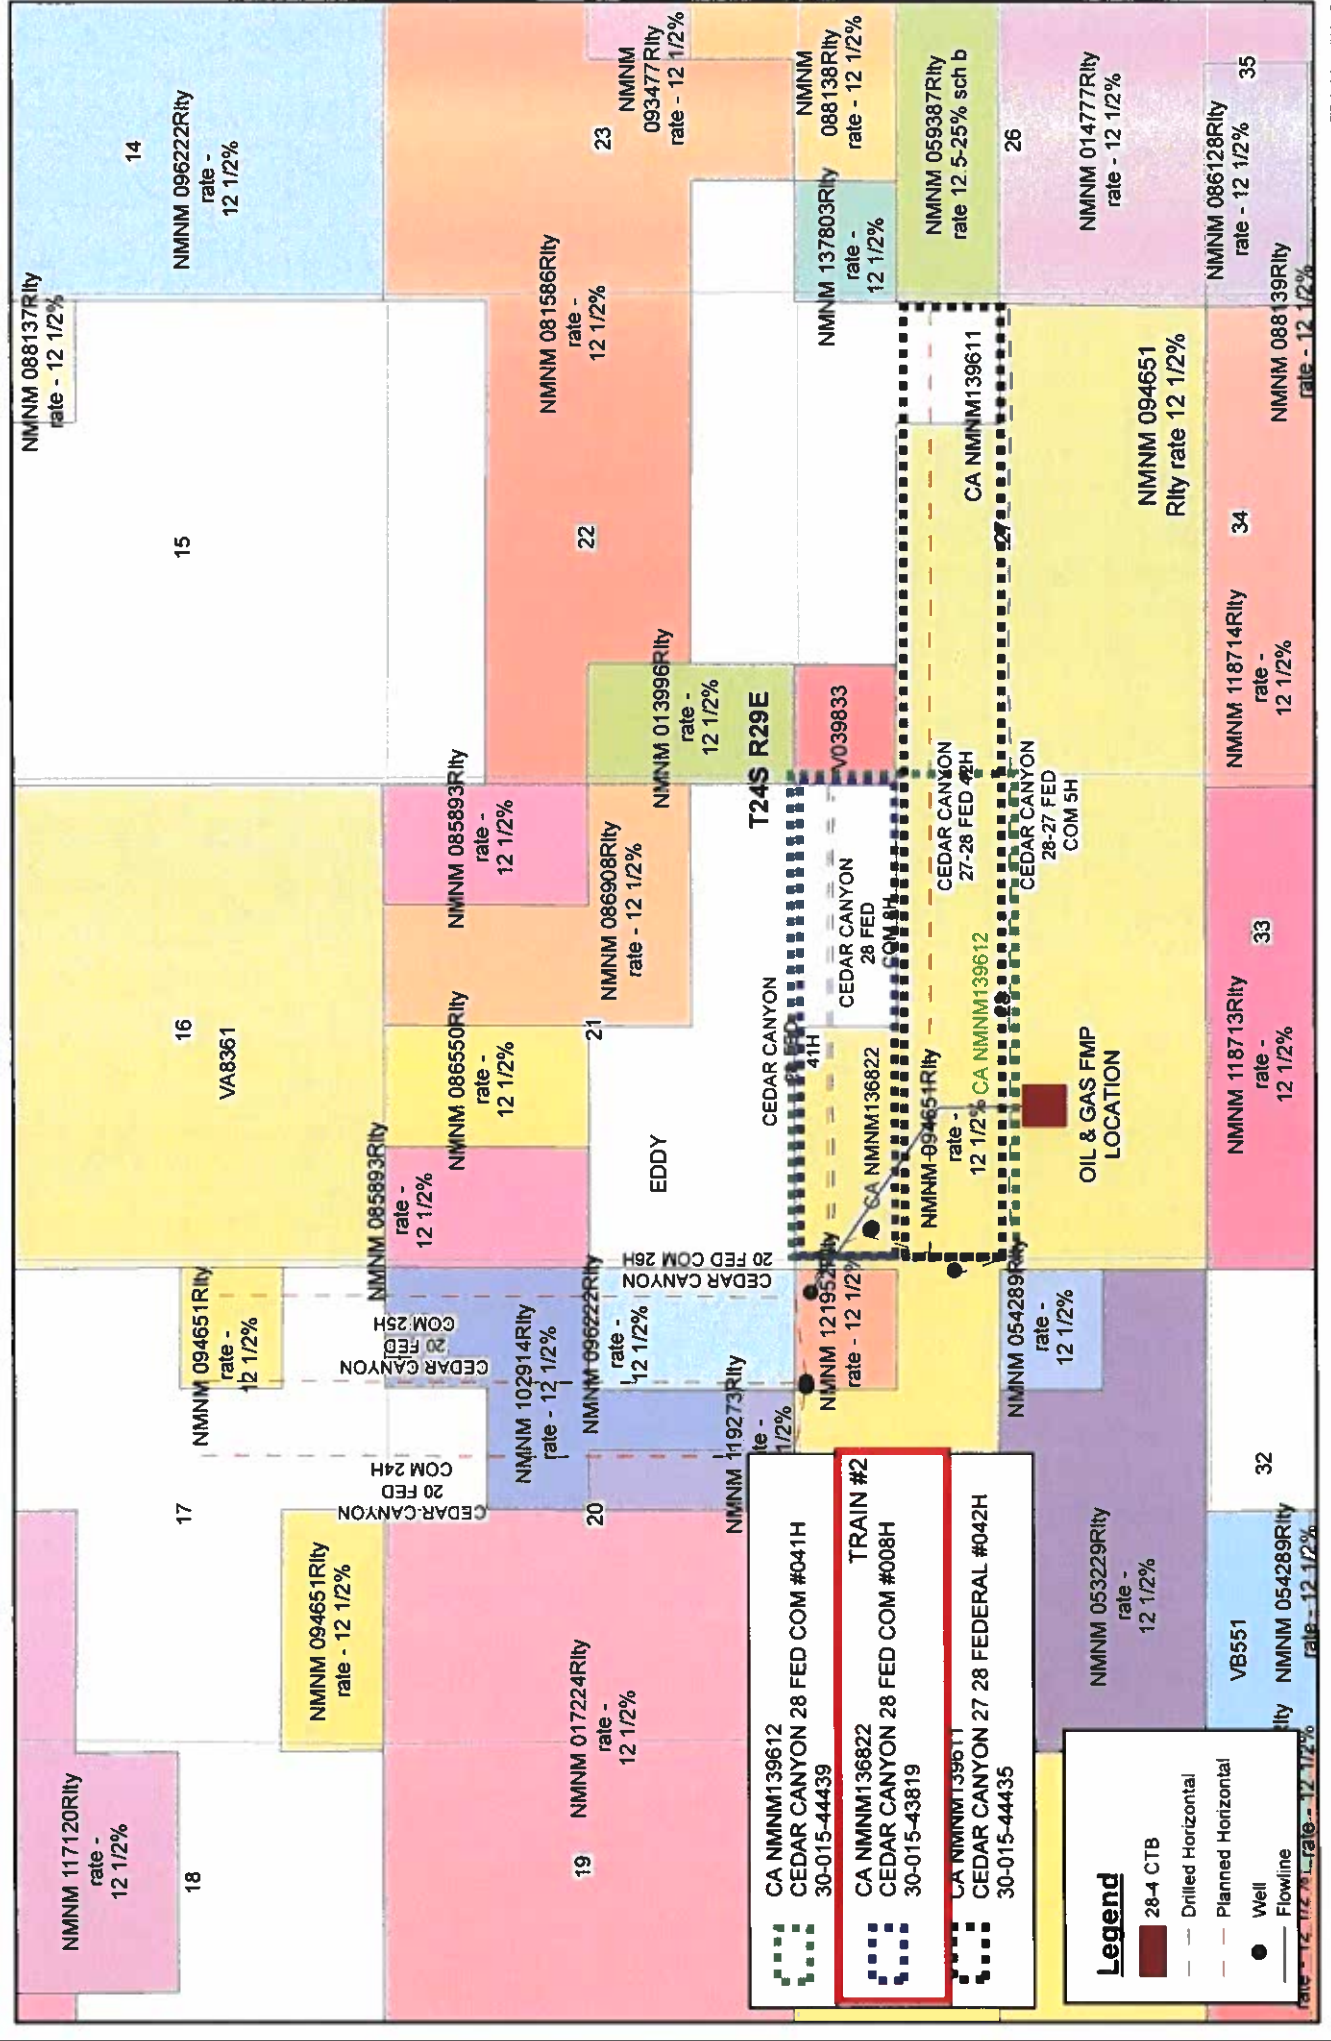 NMNM 117120Rlty
rate -
12 1/2%
18
17
NMNM 094651Rlty
rate - 12 1/2%
NMNM 094651Rlty
rate -
12 1/2%
16
VA8361
15
NMNM 088137Rlty
rate - 12 1/2%
14
NMNM 096222Rlty
rate -
12 1/2%
19
NMNM 017224Rlty
rate -
12 1/2%
20
CEDAR CANYON
20 FED
COM 24H
CEDAR CANYON
20 FED
COM 25H
NMNM 102914Rlty
rate - 12 1/2%
NMNM 096222Rlty
rate -
12 1/2%
CEDAR CANYON
20 FED COM 26H
NMNM 119273Rlty
1/2%
NMNM 085893Rlty
rate -
12 1/2%
NMNM 086550Rlty
rate -
12 1/2%
NMNM 085893Rlty
rate -
12 1/2%
21
NMNM 086908Rlty
rate - 12 1/2%
EDDY
NMNM 013996Rlty
rate -
12 1/2%
T24S R29E
22
NMNM 081586Rlty
rate -
12 1/2%
23
NMNM
093477Rlty
rate - 12 1/2%
NMNM
088138Rlty
rate - 12 1/2%
NMNM 137803Rlty
rate -
12 1/2%
NMNM 059387Rlty
rate 12.5-25% sch b
26
NMNM 014777Rlty
rate - 12 1/2%
NMNM 086128Rlty
rate - 12 1/2%
35
NMNM 088139Rlty
rate - 12 1/2%
NMNM 121952Rlty
rate - 12 1/2%
CEDAR CANYON
41H
CEDAR CANYON
28 FED
COM 8H
V039833
CA NMNM136822
NMNM 094651Rlty
rate -
12 1/2%
CA NMNM139612
28
CEDAR CANYON
27-28 FED 42H
CEDAR CANYON
28-27 FED
COM 5H
CA NMNM139611
27
NMNM 094651
Rlty rate 12 1/2%
OIL & GAS FMP
LOCATION
NMNM 054289Rlty
rate -
12 1/2%
NMNM 053229Rlty
rate -
12 1/2%
32
VB551
NMNM 054289Rlty
rate - 12 1/2%
33
NMNM 118713Rlty
rate -
12 1/2%
34
NMNM 118714Rlty
rate -
12 1/2%
CA NMNM139612
CEDAR CANYON 28 FED COM #041H
30-015-44439
TRAIN #2
CA NMNM136822
CEDAR CANYON 28 FED COM #008H
30-015-43819
CA NMNM139611
CEDAR CANYON 27 28 FEDERAL #042H
30-015-44435
Legend
28-4 CTB
Drilled Horizontal
Planned Horizontal
Well
Flowline
Rlty
rate - 12 1/2%